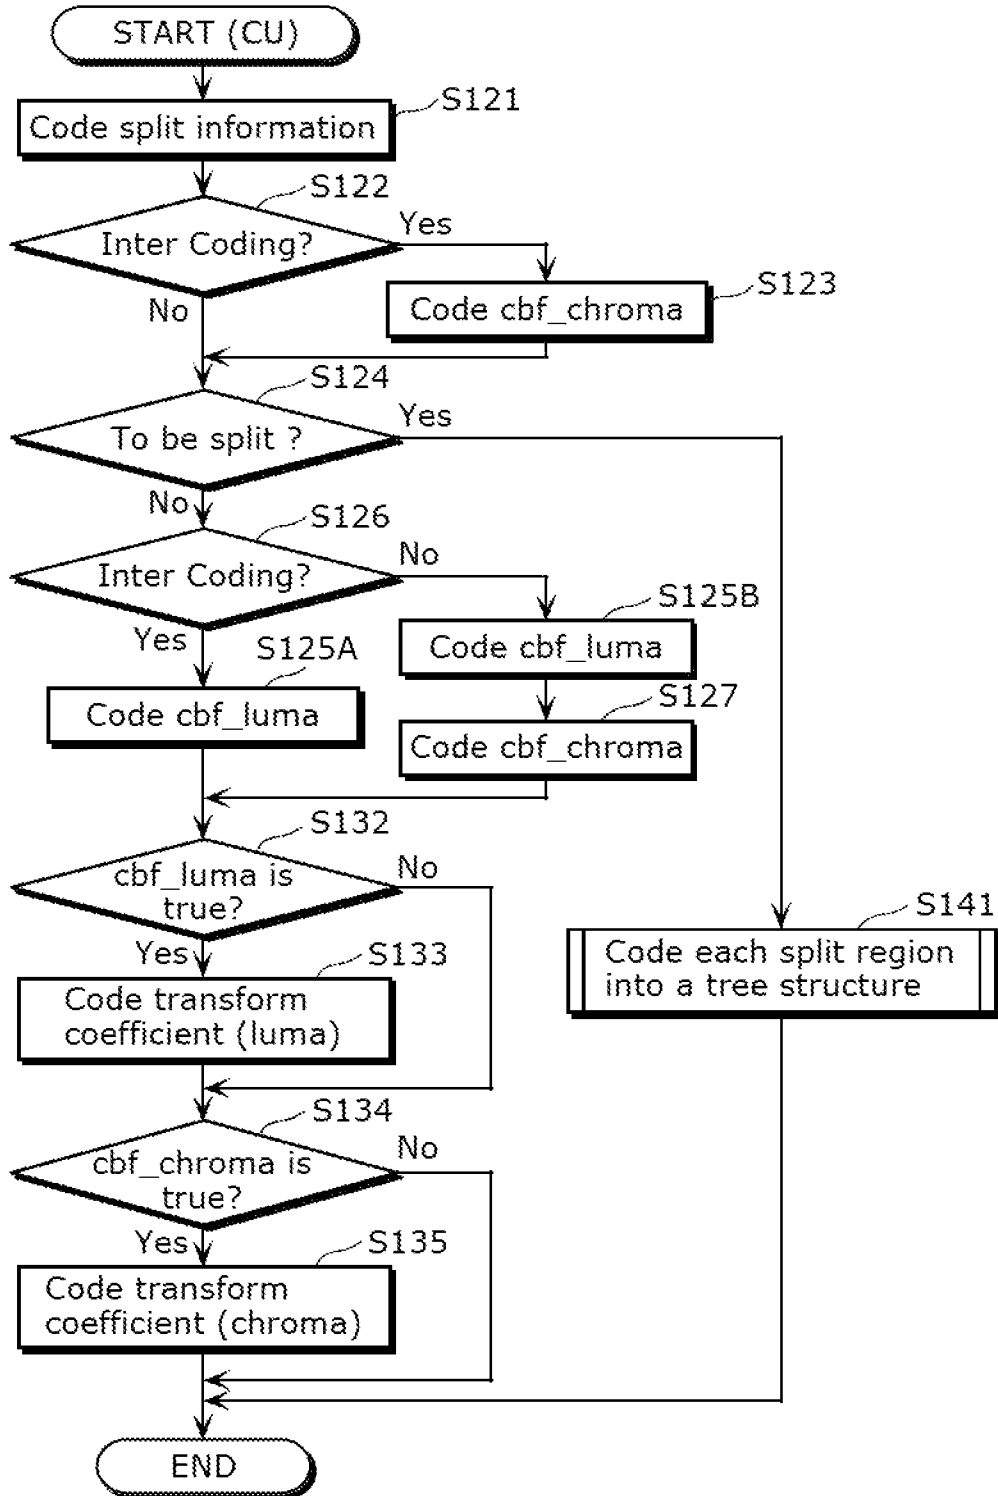 START (CU)
S121
Code split information
S122
Inter Coding?
Yes
No
S123
Code cbf_chroma
S124
To be split ?
Yes
No
S126
Inter Coding?
No
Yes
S125B
Code cbf_luma
S125A
Code cbf_luma
S127
Code cbf_chroma
S132
cbf_luma is
true?
No
Yes
S133
Code transform
coefficient (luma)
S141
Code each split region
into a tree structure
S134
cbf_chroma is
true?
No
Yes
S135
Code transform
coefficient (chroma)
END